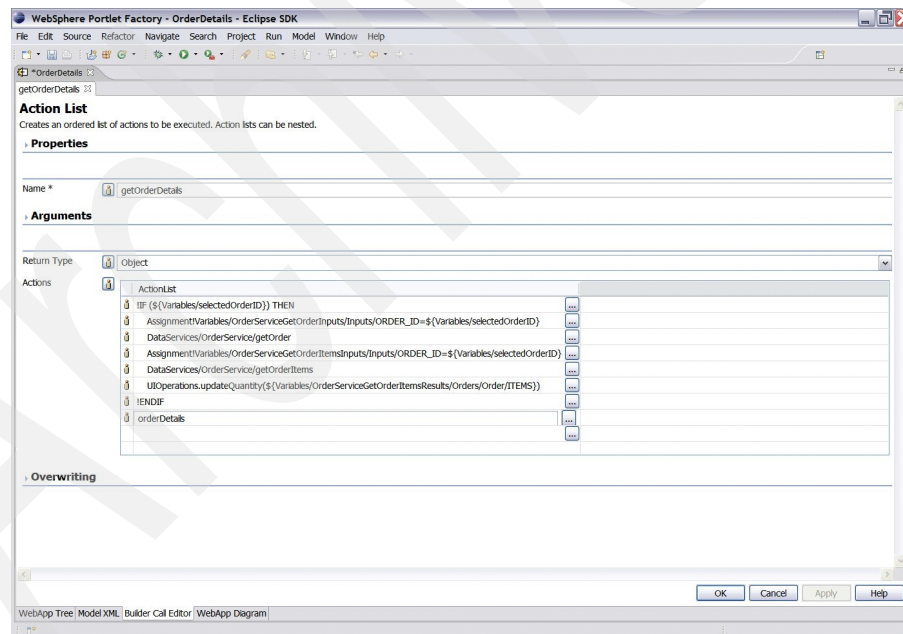 WebSphere Portlet Factory - OrderDetails - Eclipse SDK
File Edit Source Refactor Navigate Search Project Run Model Window Help
*OrderDetails
getOrderDetails
Action List
Creates an ordered list of actions to be executed. Action lists can be nested.
Properties
Name * getOrderDetails
Arguments
Return Type Object
Actions ActionList
!IF (${Variables/selectedOrderID}) THEN ...
Assignment!Variables/OrderServiceGetOrderInputs/Inputs/ORDER_ID=${Variables/selectedOrderID} ...
DataServices/OrderService/getOrder ...
Assignment!Variables/OrderServiceGetOrderItemsInputs/Inputs/ORDER_ID=${Variables/selectedOrderID} ...
DataServices/OrderService/getOrderItems ...
UIOperations.updateQuantity(${Variables/OrderServiceGetOrderItemsResults/Orders/Order/ITEMS}) ...
!ENDIF ...
orderDetails ...
...
Overwriting
OK Cancel Apply Help
WebApp Tree Model XML Builder Call Editor WebApp Diagram